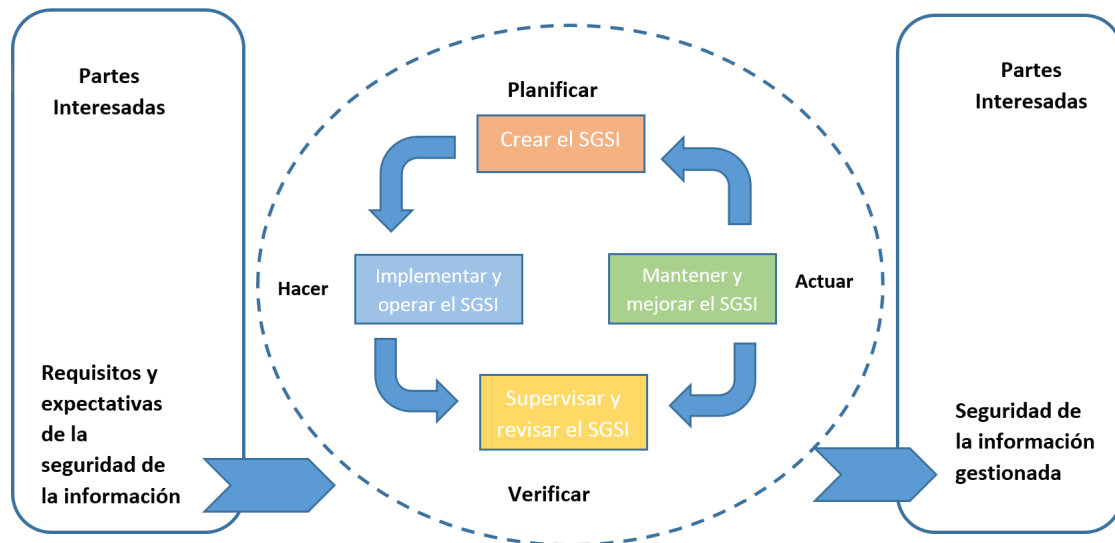 Partes
Interesadas
Requisitos y
expectativas
de la
seguridad de
la información
Planificar
Crear el SGSI
Hacer
Implementar y
operar el SGSI
Mantener y
mejorar el SGSI
Actuar
Supervisar y
revisar el SGSI
Verificar
Partes
Interesadas
Seguridad de
la información
gestionada